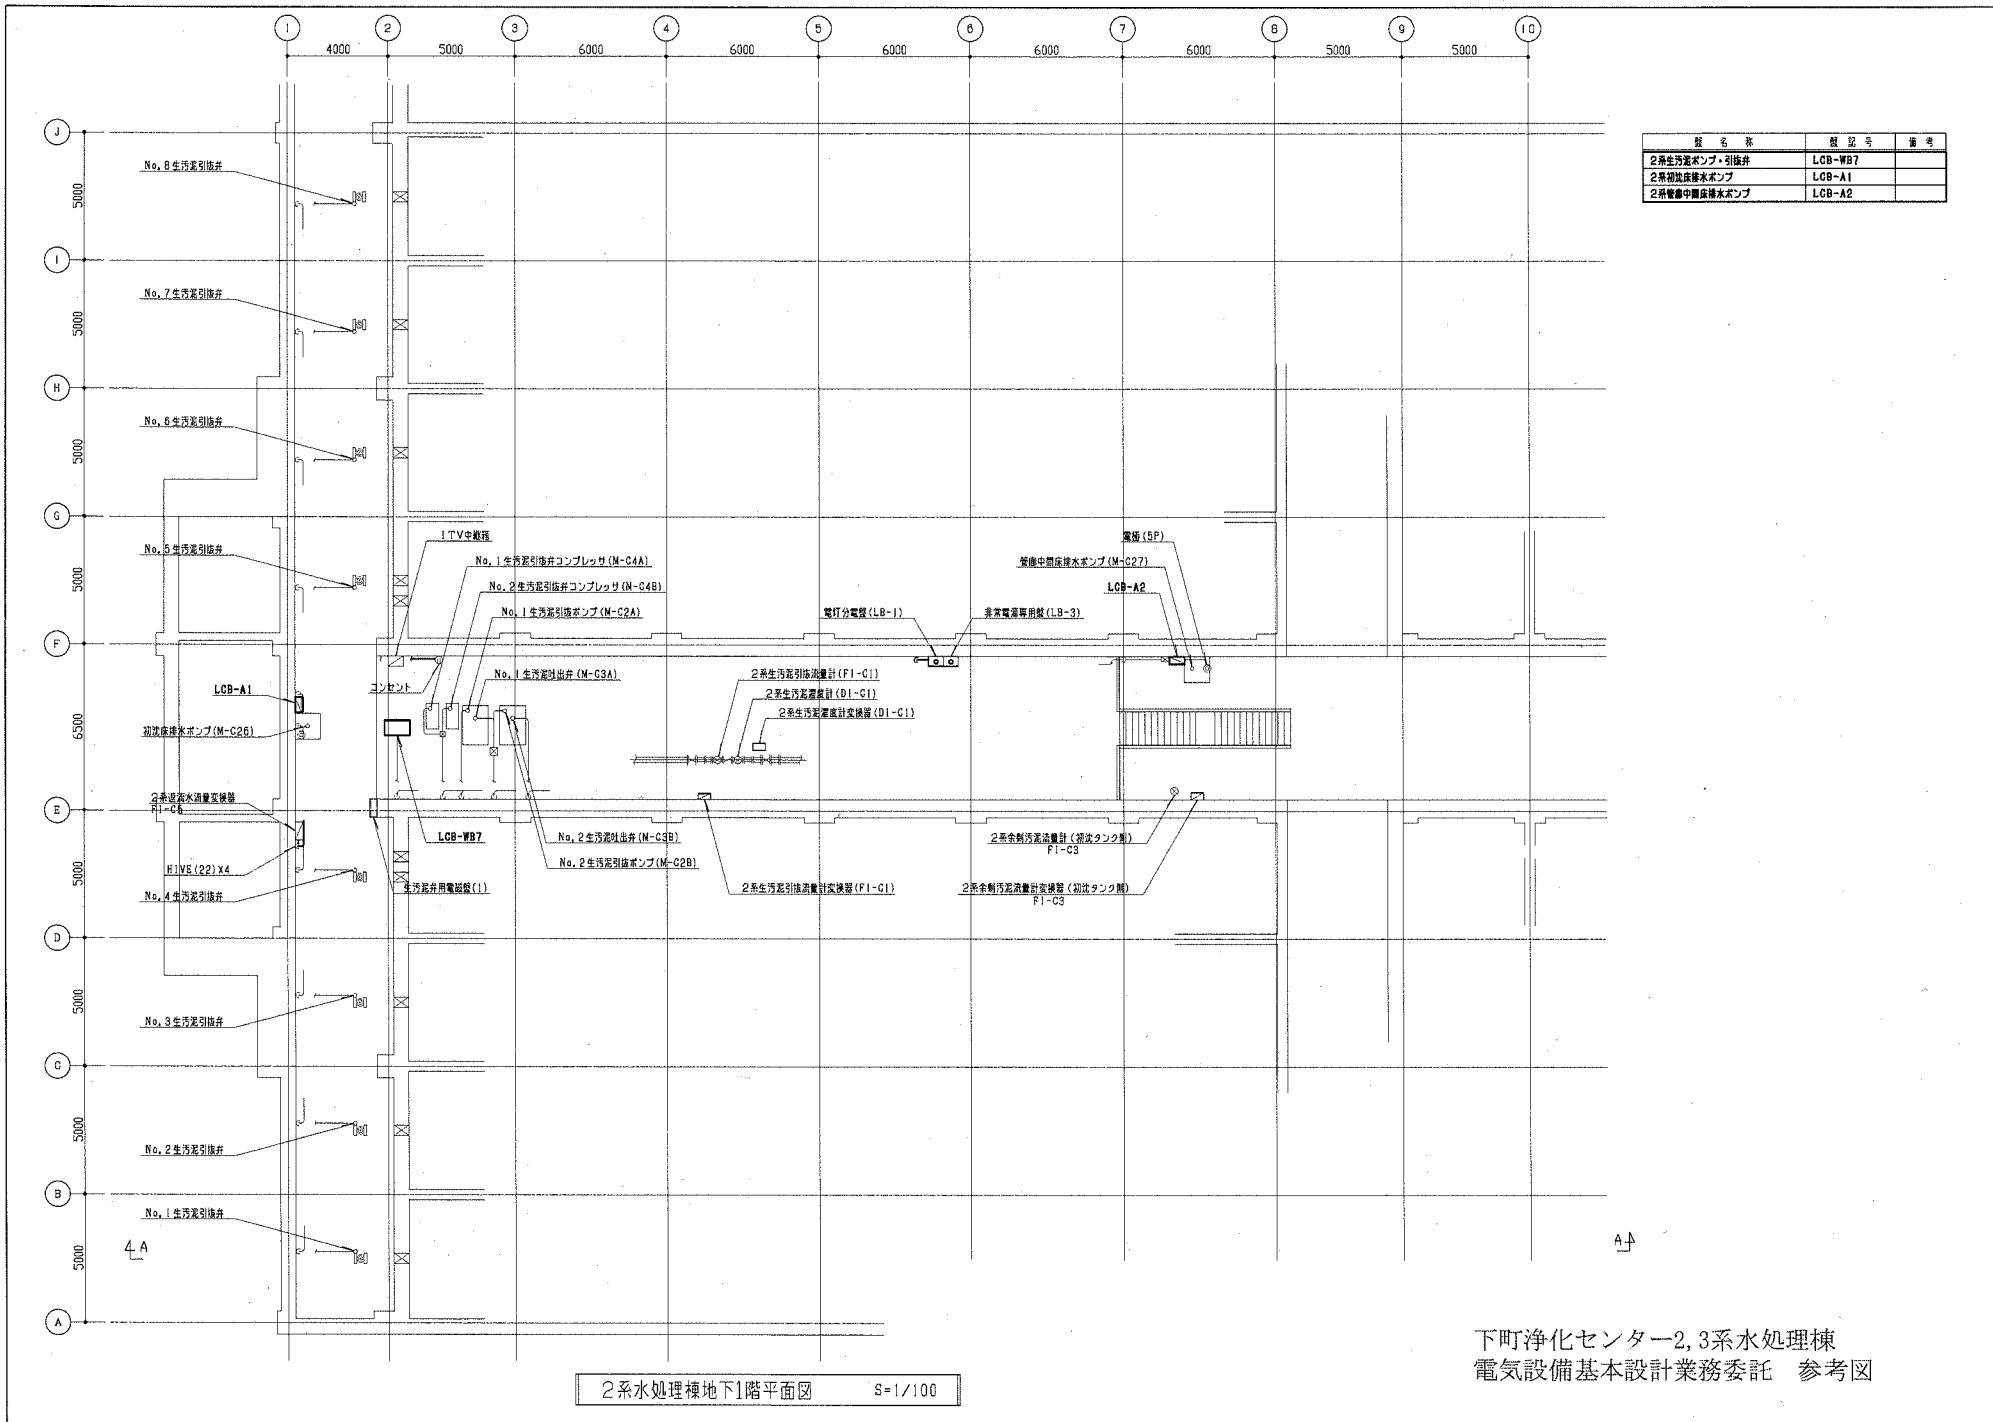 1 2 3 4 5 6 7 8 9 10
4000 5000 6000 6000 6000 6000 6000 5000 5000
J
盤名称 盤記号 備考
2系生汚泥ポンプ・引抜弁 LCB-WB7
2系初沈床排水ポンプ LCB-A1
2系管廊中間床排水ポンプ LCB-A2
No.8生汚泥引抜弁
5000
I
No.7生汚泥引抜弁
5000
H
No.6生汚泥引抜弁
5000
G
No.5生汚泥引抜弁
5000
ITV中継箱
No.1生汚泥引抜弁コンプレッサ(M-C4A)
No.2生汚泥引抜弁コンプレッサ(M-C4B)
No.1生汚泥引抜ポンプ(M-C2A)
電灯分電盤(LB-1)
非常電源専用盤(LB-3)
電極(5P)
管廊中間床排水ポンプ(M-C27)
LCB-A2
F
No.1生汚泥吐出弁(M-C3A)
コンセント
2系生汚泥引抜流量計(F1-C1)
2系生汚泥濃度計(D1-C1)
2系生汚泥濃度計変換器(D1-C1)
LCB-A1
初沈床排水ポンプ(M-C26)
6500
2系返流水流量変換器
F1-C5
E
HIVE(22)X4
LCB-WB7
No.2生汚泥吐出弁(M-C3B)
No.2生汚泥引抜ポンプ(M-C2B)
生汚泥弁用電磁盤(1)
2系生汚泥引抜流量計変換器(F1-C1)
2系余剰汚泥流量計(初沈タンク側)
F1-C3
2系余剰汚泥流量計変換器(初沈タンク側)
F1-C3
5000
No.4生汚泥引抜弁
D
5000
No.3生汚泥引抜弁
C
5000
No.2生汚泥引抜弁
B
No.1生汚泥引抜弁
5000
A A
A
2系水処理棟地下1階平面図 S=1/100
下町浄化センター2,3系水処理棟
電気設備基本設計業務委託 参考図